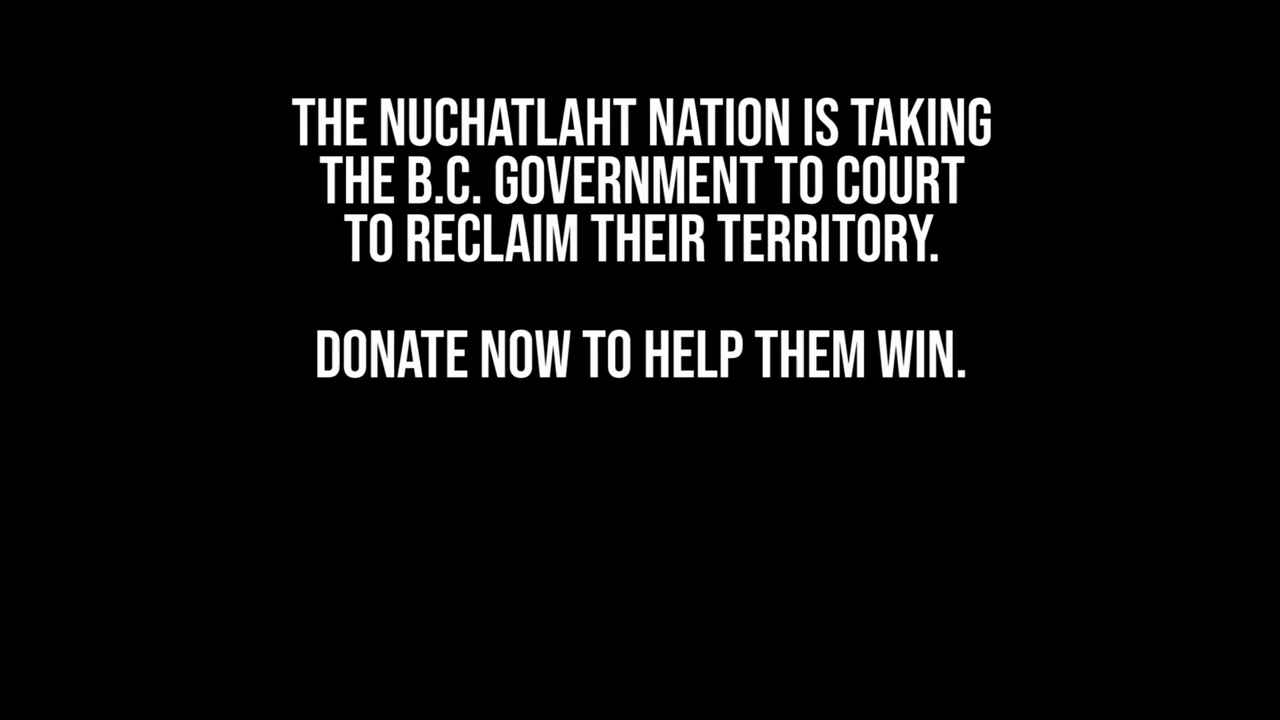 THE NUCHATLAHT NATION IS TAKING
THE B.C. GOVERNMENT TO COURT
TO RECLAIM THEIR TERRITORY.
DONATE NOW TO HELP THEM WIN.